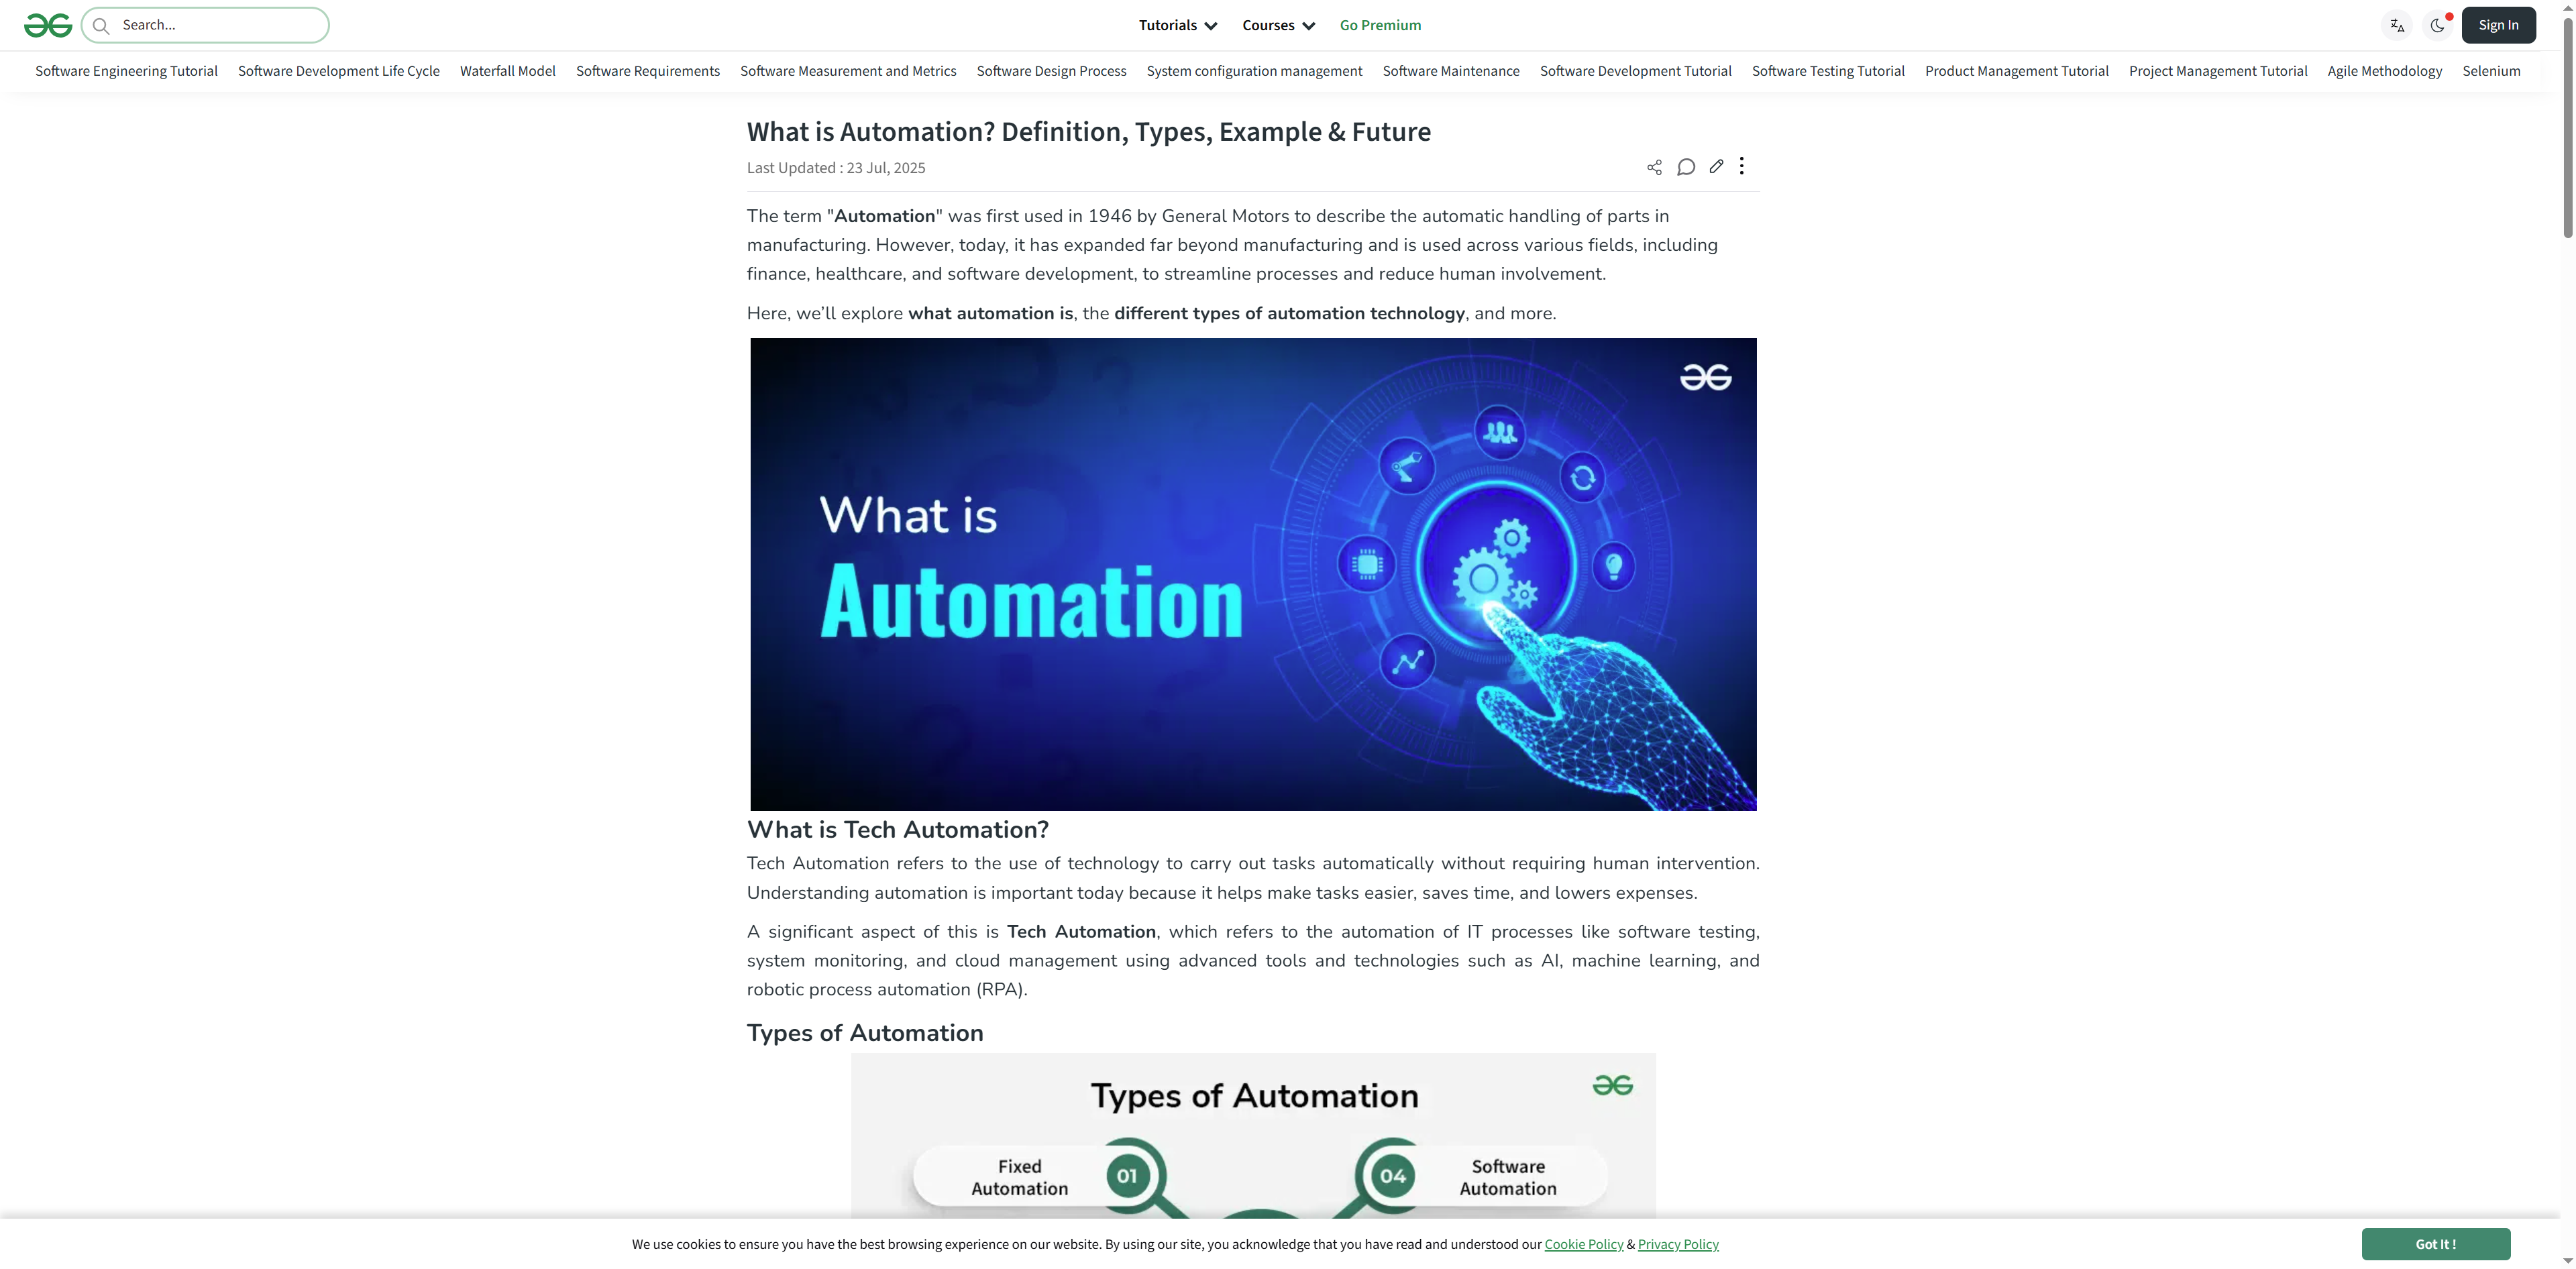 Search...
Tutorials
Courses
Go Premium
Sign In
Software Engineering Tutorial
Software Development Life Cycle
Waterfall Model
Software Requirements
Software Measurement and Metrics
Software Design Process
System configuration management
Software Maintenance
Software Development Tutorial
Software Testing Tutorial
Product Management Tutorial
Project Management Tutorial
Agile Methodology
Selenium
What is Automation? Definition, Types, Example & Future
Last Updated : 23 Jul, 2025
The term "Automation" was first used in 1946 by General Motors to describe the automatic handling of parts in
manufacturing. However, today, it has expanded far beyond manufacturing and is used across various fields, including
finance, healthcare, and software development, to streamline processes and reduce human involvement.
Here, we’ll explore what automation is, the different types of automation technology, and more.
What is
Automation
What is Tech Automation?
Tech Automation refers to the use of technology to carry out tasks automatically without requiring human intervention.
Understanding automation is important today because it helps make tasks easier, saves time, and lowers expenses.
A significant aspect of this is Tech Automation, which refers to the automation of IT processes like software testing,
system monitoring, and cloud management using advanced tools and technologies such as AI, machine learning, and
robotic process automation (RPA).
Types of Automation
Types of Automation
Fixed
Automation
01
04
Software
Automation
We use cookies to ensure you have the best browsing experience on our website. By using our site, you acknowledge that you have read and understood our Cookie Policy & Privacy Policy
Got It !